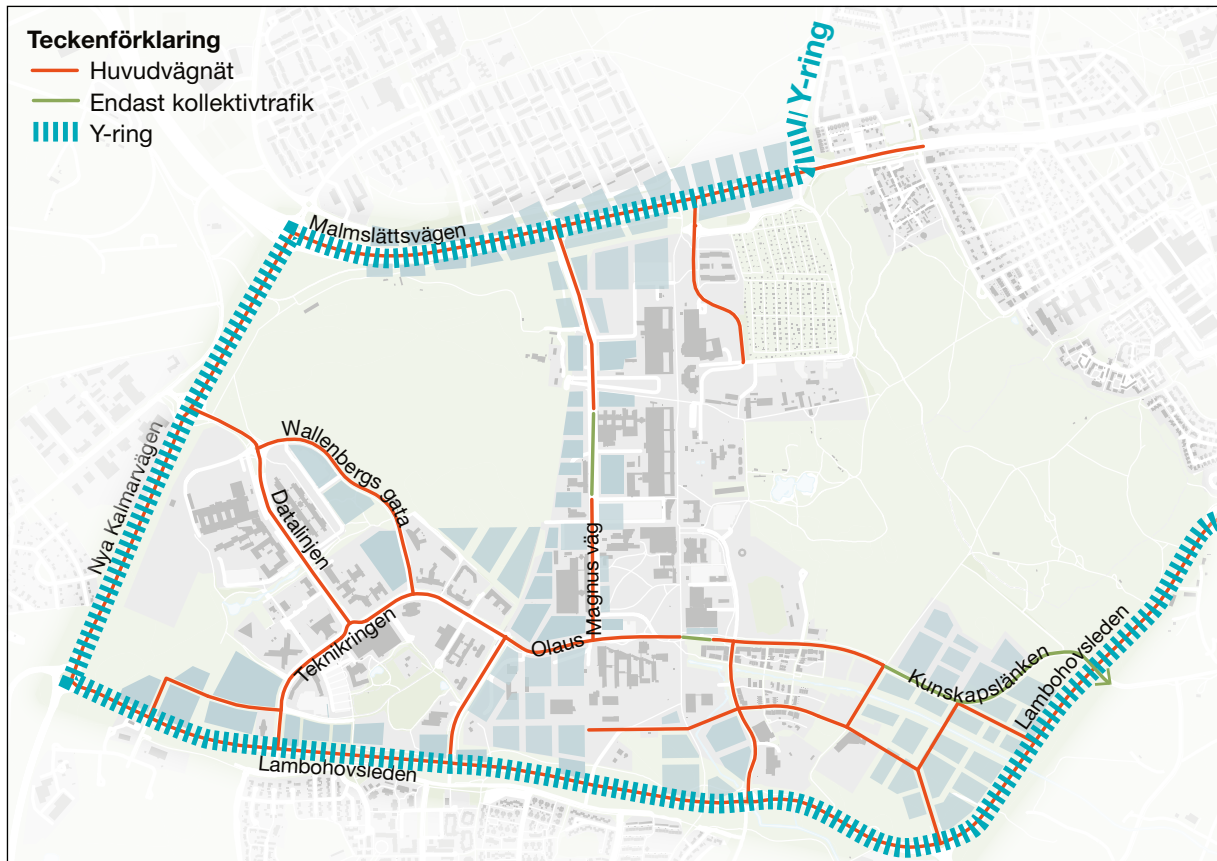 Teckenförklaring
Huvudvägnät
Endast kollektivtrafik
Y-ring
Y-ring
Malmslättsvägen
Nya Kalmarvägen
Wallenbergs gata
Datalinjen
Teknikringen
Olaus Magnus väg
Kunskapslänken
Lambohovsleden
Lambohovsleden